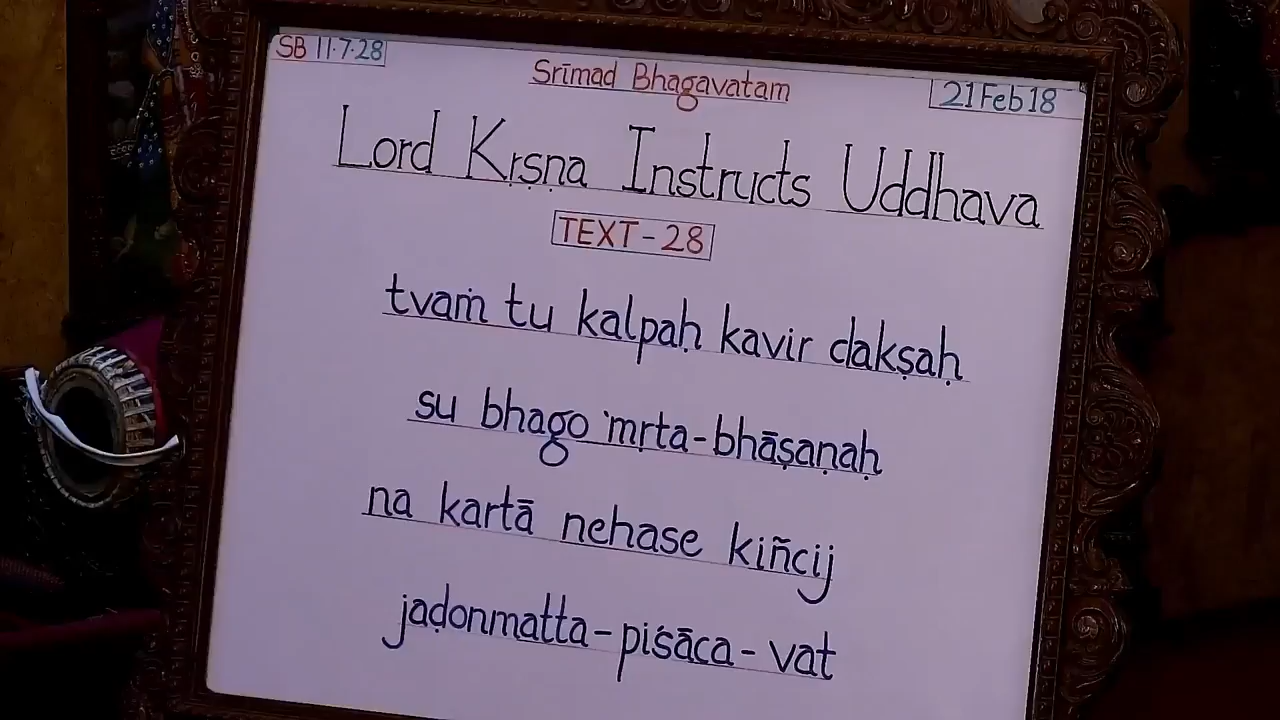 SB 11·7·28
Srīmad Bhagavatam
21 Feb 18
Lord Kṛṣṇa Instructs Uddhava
TEXT-28
tvaṁ tu kalpaḥ kavir dakṣaḥ
su bhago 'mṛta-bhāṣaṇaḥ
na kartā nehase kiñcij
jaḍonmatta-piśāca-vat